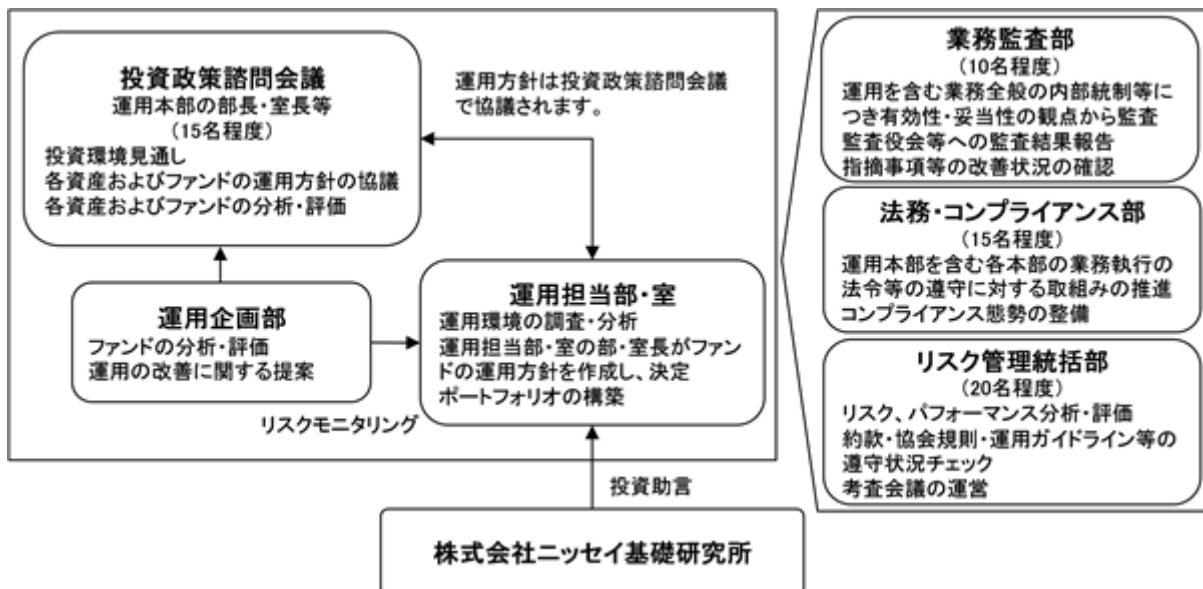 投資政策諮問会議
運用本部の部長・室長等
(15名程度)
投資環境見通し
各資産およびファンドの運用方針の協議
各資産およびファンドの分析・評価
運用方針は投資政策諮問会議
で協議されます。
運用企画部
ファンドの分析・評価
運用の改善に関する提案
リスクモニタリング
運用担当部・室
運用環境の調査・分析
運用担当部・室の部・室長がファン
ドの運用方針を作成し、決定
ポートフォリオの構築
投資助言
株式会社ニッセイ基礎研究所
業務監査部
(10名程度)
運用を含む業務全般の内部統制等に
つき有効性・妥当性の観点から監査
監査役会等への監査結果報告
指摘事項等の改善状況の確認
法務・コンプライアンス部
(15名程度)
運用本部を含む各本部の業務執行の
法令等の遵守に対する取組みの推進
コンプライアンス態勢の整備
リスク管理統括部
(20名程度)
リスク、パフォーマンス分析・評価
約款・協会規則・運用ガイドライン等の
遵守状況チェック
考査会議の運営